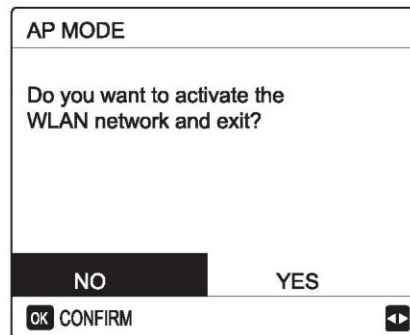 AP MODE
Do you want to activate the
WLAN network and exit?
NO YES
OK CONFIRM